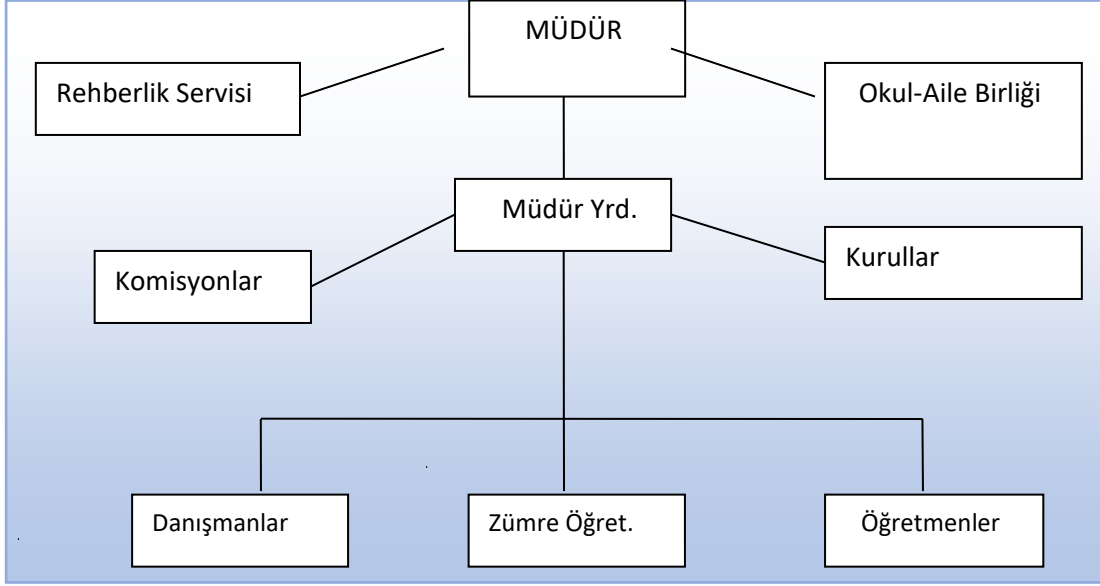 MÜDÜR
Rehberlik Servisi
Okul-Aile Birliği
Müdür Yrd.
Kurullar
Komisyonlar
Danışmanlar
Zümre Öğret.
Öğretmenler